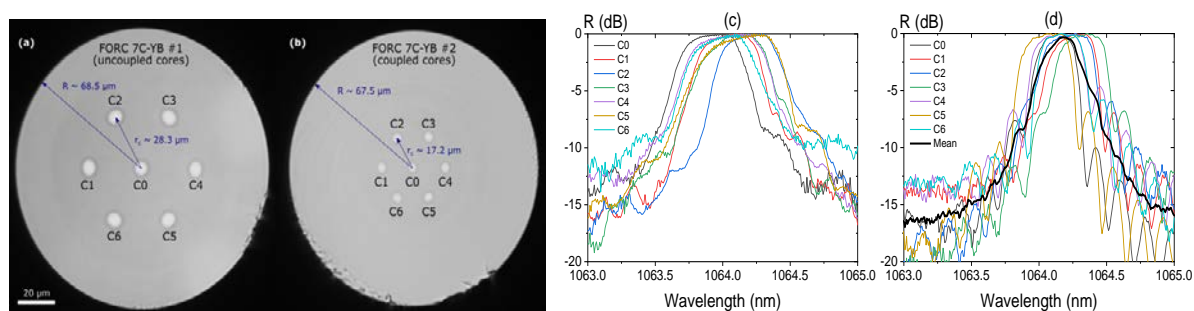 (a)
FORC 7C-YB #1
(uncoupled cores)
R ~ 68.5 µm
C2
C3
r_c ~ 28.3 µm
C1
C0
C4
C6
C5
20 µm
(b)
FORC 7C-YB #2
(coupled cores)
R ~ 67.5 µm
C2
C3
r_c ~ 17.2 µm
C1
C0
C4
C6
C5
R (dB)
(c)
0
-5
-10
-15
-20
C0
C1
C2
C3
C4
C5
C6
1063.0
1063.5
1064.0
1064.5
1065.0
Wavelength (nm)
R (dB)
(d)
0
-5
-10
-15
-20
C0
C1
C2
C3
C4
C5
C6
Mean
1063.0
1063.5
1064.0
1064.5
1065.0
Wavelength (nm)